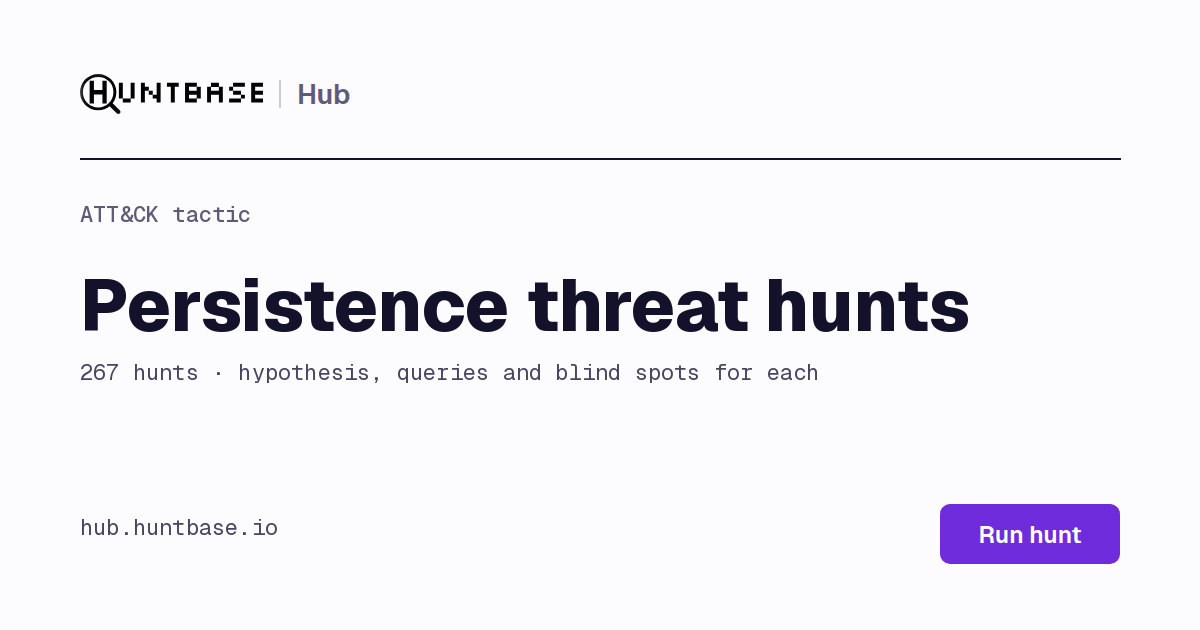 HUNTBASE Hub
ATT&CK tactic
Persistence threat hunts
267 hunts · hypothesis, queries and blind spots for each
hub.huntbase.io
Run hunt